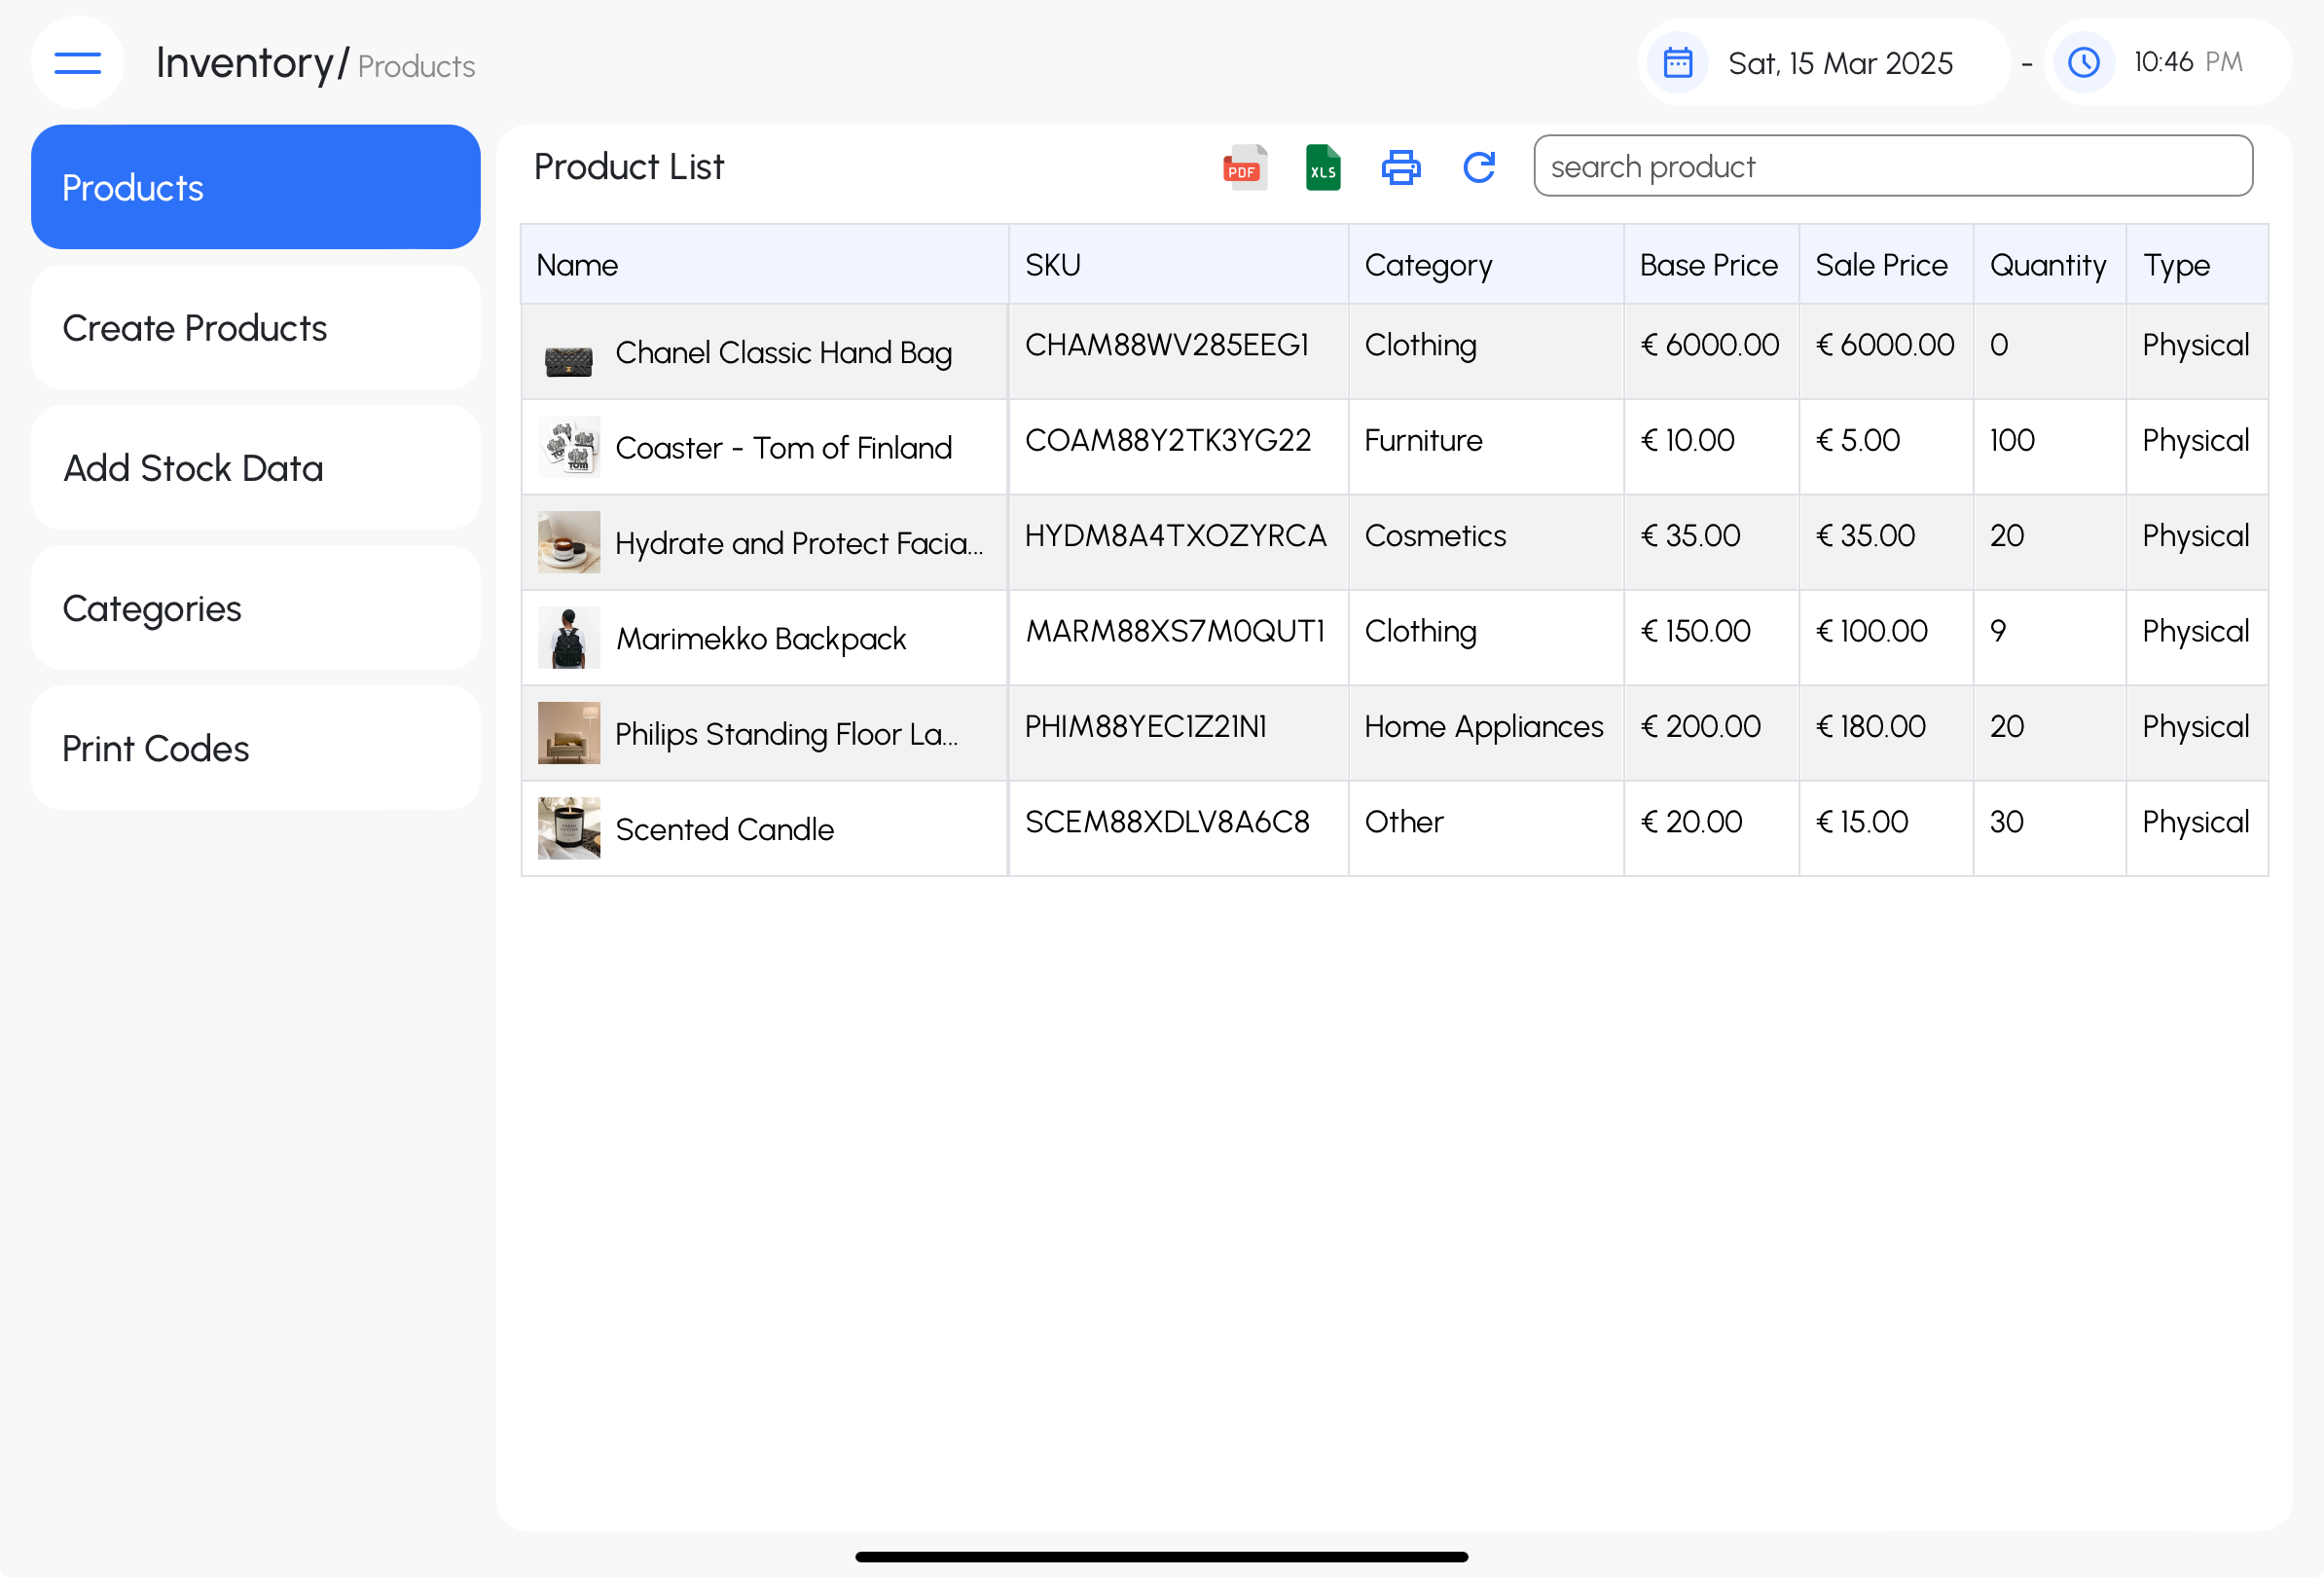 Inventory/ Products
Sat, 15 Mar 2025 - 10:46 PM
Products
Create Products
Add Stock Data
Categories
Print Codes
Product List PDF XLS search product
Name SKU Category Base Price Sale Price Quantity Type
Chanel Classic Hand Bag CHAM88WV285EEG1 Clothing € 6000.00 € 6000.00 0 Physical
Coaster - Tom of Finland COAM88Y2TK3YG22 Furniture € 10.00 € 5.00 100 Physical
Hydrate and Protect Facia... HYDM8A4TXOZYRCA Cosmetics € 35.00 € 35.00 20 Physical
Marimekko Backpack MARM88XS7M0QUT1 Clothing € 150.00 € 100.00 9 Physical
Philips Standing Floor La... PHIM88YEC1Z21N1 Home Appliances € 200.00 € 180.00 20 Physical
Scented Candle SCEM88XDLV8A6C8 Other € 20.00 € 15.00 30 Physical